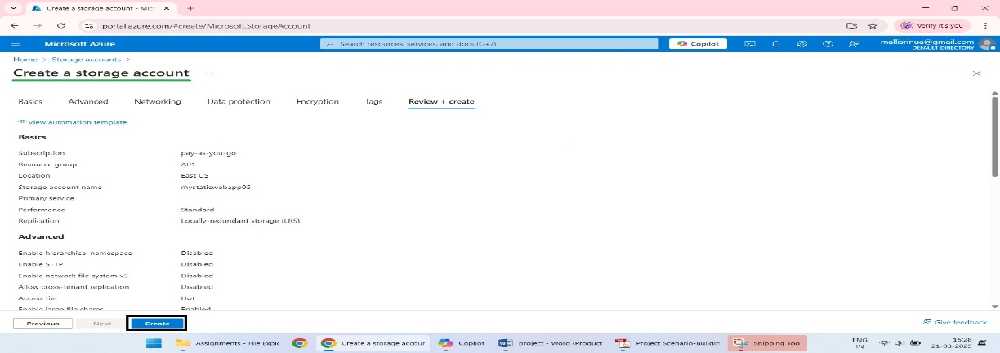 Create a storage account - Micr
portal.azure.com/#create/Microsoft.StorageAccount
Verify it's you
Microsoft Azure
Search resources, services, and docs (G+/)
Copilot
mallisrinua@gmail.com
DEFAULT DIRECTORY
Home > Storage accounts >
Create a storage account ...
Basics Advanced Networking Data protection Encryption Tags Review + create
View automation template
Basics
Subscription pay-as-you-go
Resource group AP1
Location East US
Storage account name mystaticwebapp05
Primary service
Performance Standard
Replication Locally-redundant storage (LRS)
Advanced
Enable hierarchical namespace Disabled
Enable SFTP Disabled
Enable network file system v3 Disabled
Allow cross-tenant replication Disabled
Access tier Hot
Enable large file shares Enabled
Previous Next Create
Give feedback
Assignments - File Explo
Create a storage accour
Copilot
project - Word (Product
Project Scenario-Buildin
Snipping Tool
ENG
IN
15:28
21-03-2025